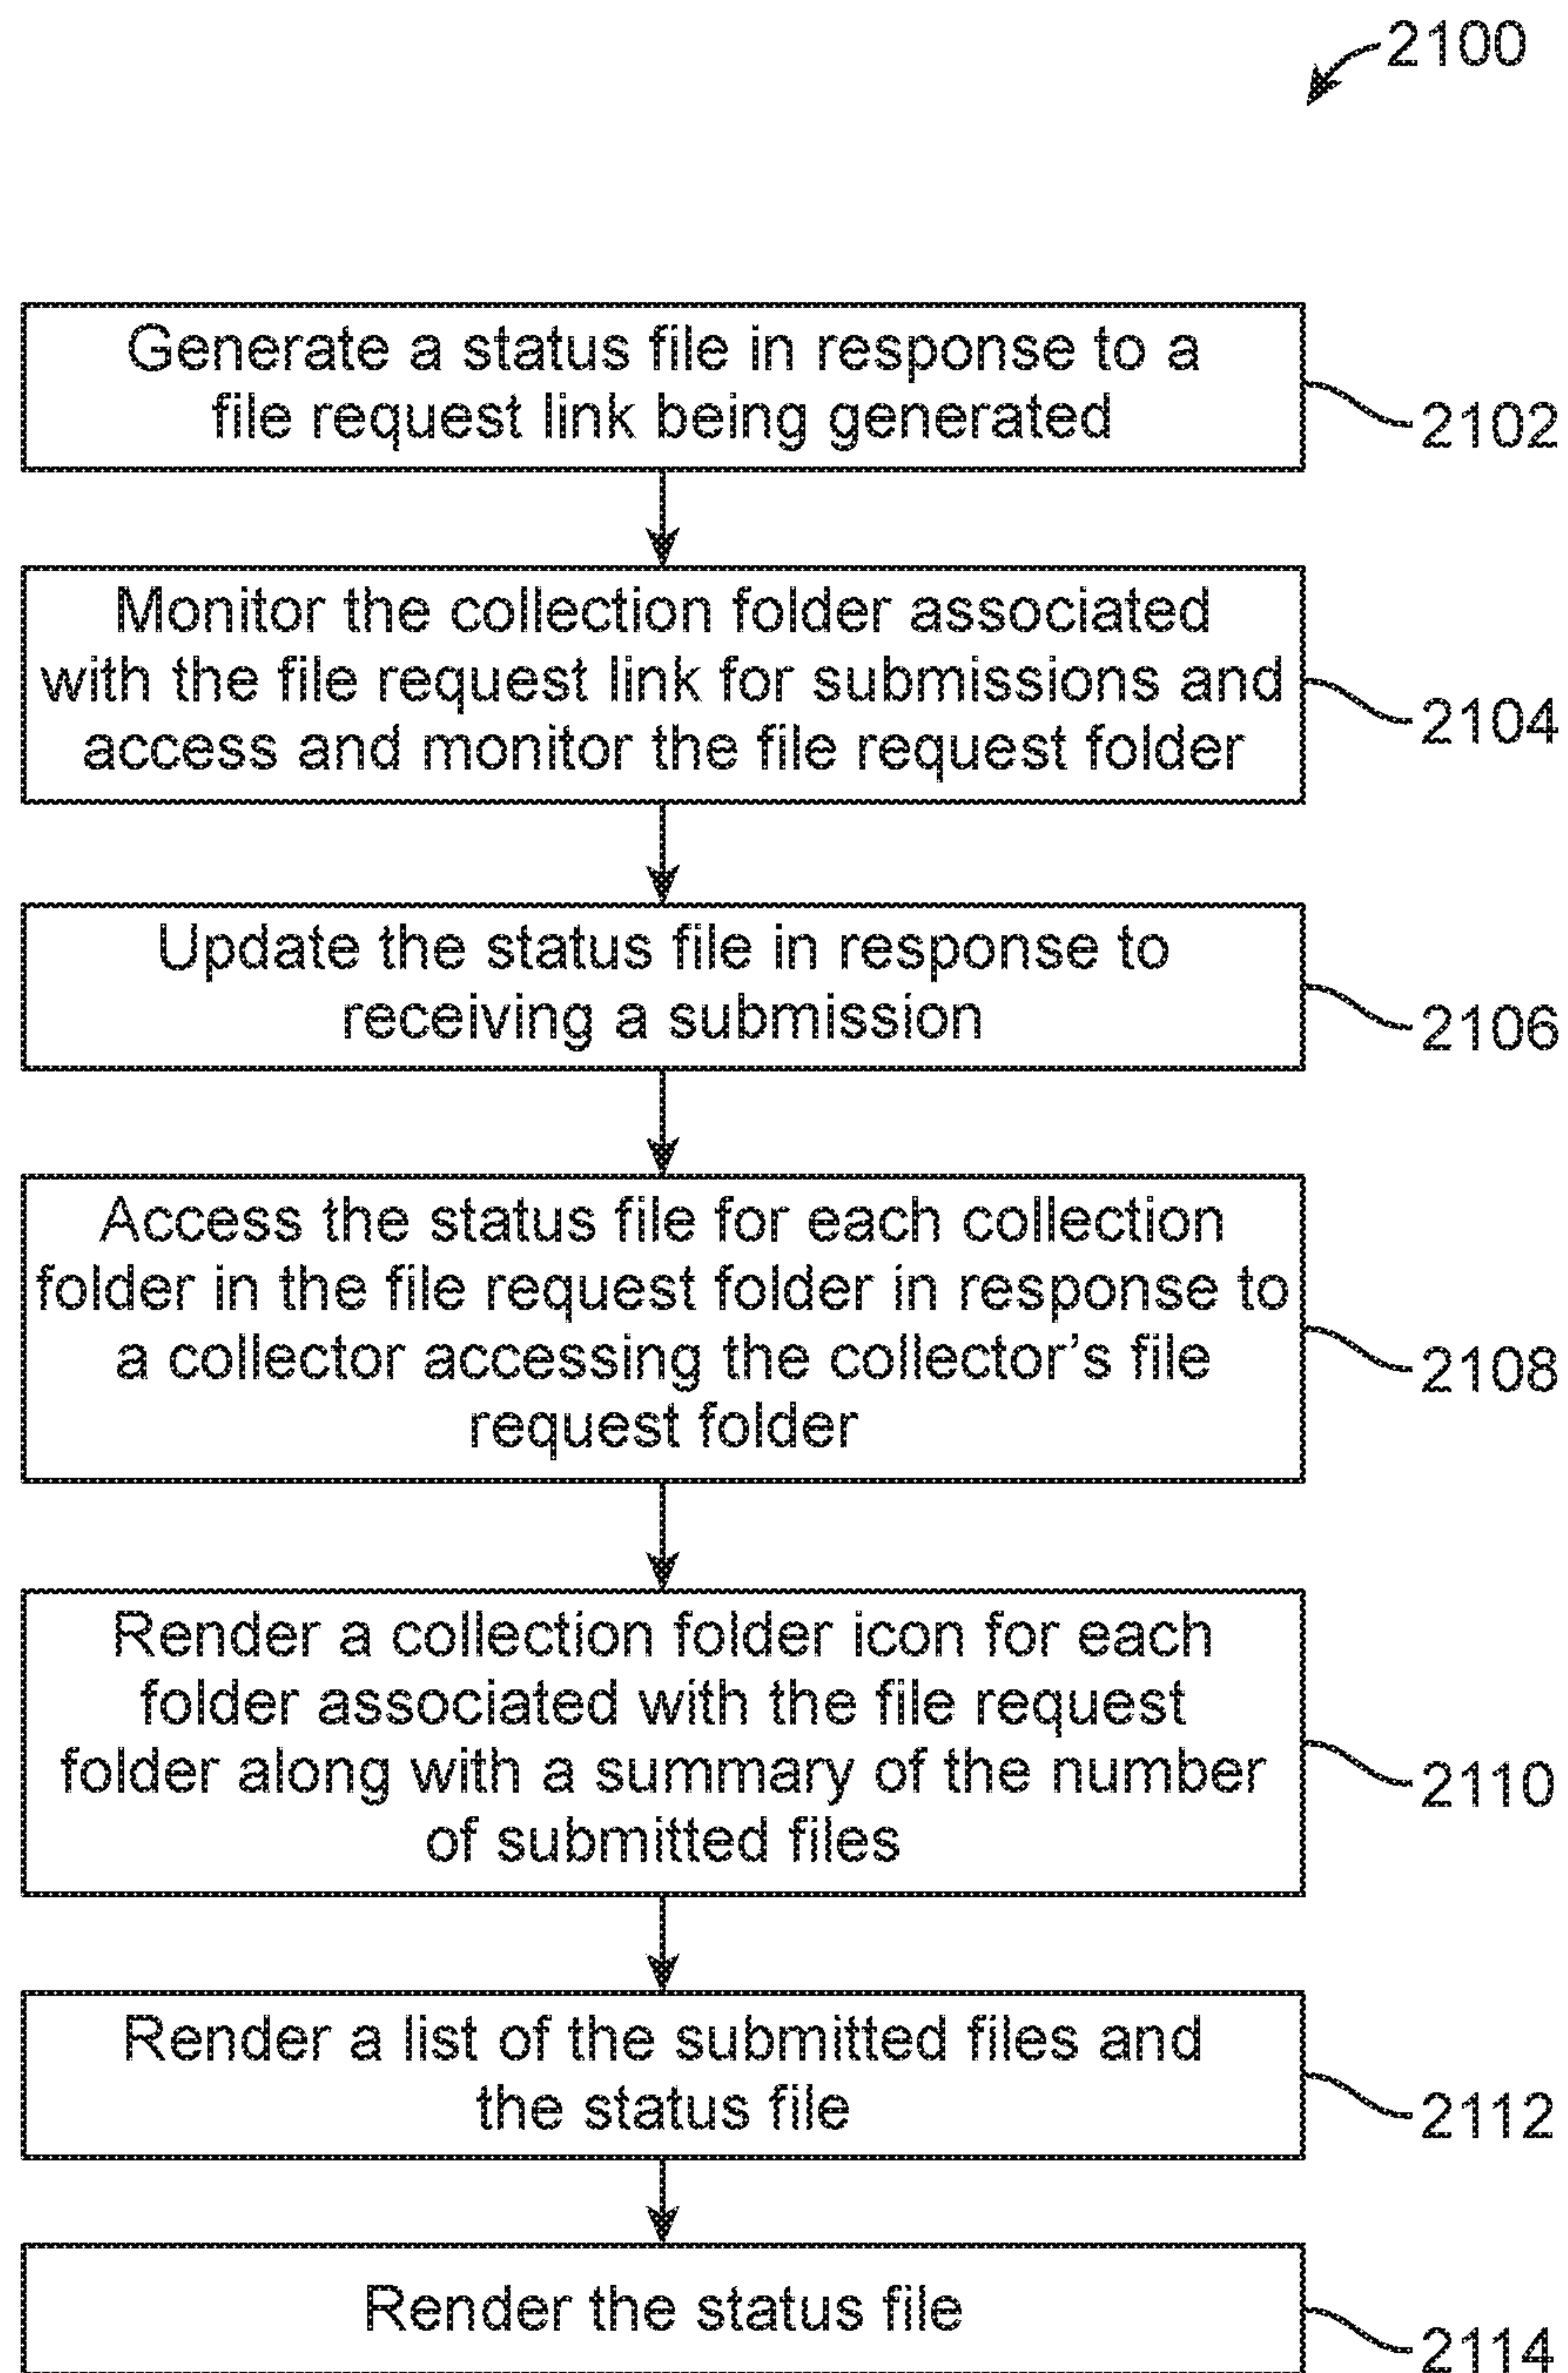 2100
Generate a status file in response to a
file request link being generated
2102
Monitor the collection folder associated
with the file request link for submissions and
access and monitor the file request folder
2104
Update the status file in response to
receiving a submission
2106
Access the status file for each collection
folder in the file request folder in response to
a collector accessing the collector's file
request folder
2108
Render a collection folder icon for each
folder associated with the file request
folder along with a summary of the number
of submitted files
2110
Render a list of the submitted files and
the status file
2112
Render the status file
2114